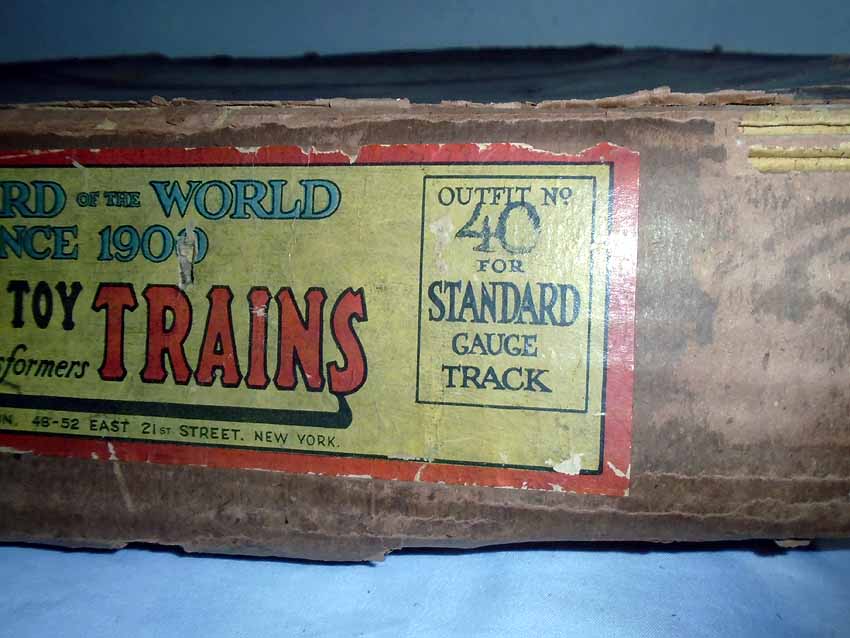 RD OF THE WORLD
NCE 1900
TOY TRAINS
sformers
N. 48-52 EAST 21ST STREET. NEW YORK.
OUTFIT No
40
FOR
STANDARD
GAUGE
TRACK